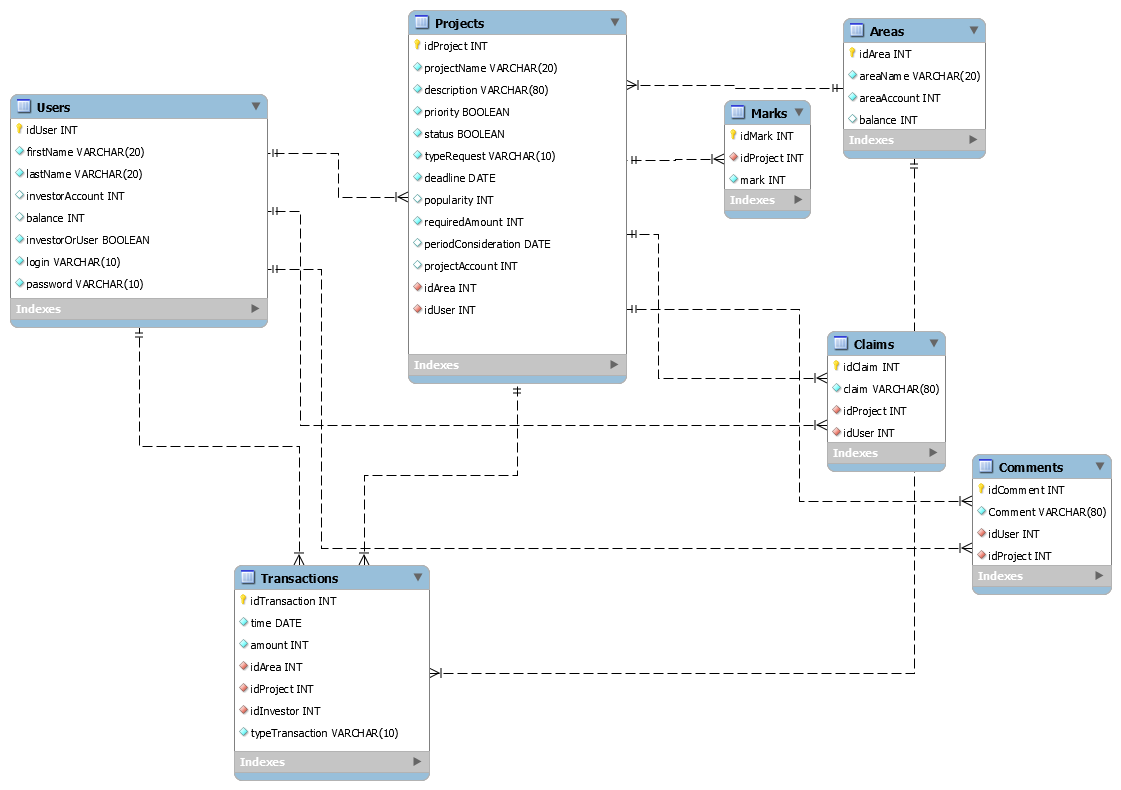 Projects
idProject INT
projectName VARCHAR(20)
description VARCHAR(80)
priority BOOLEAN
status BOOLEAN
typeRequest VARCHAR(10)
deadline DATE
popularity INT
requiredAmount INT
periodConsideration DATE
projectAccount INT
idArea INT
idUser INT
Indexes
Areas
idArea INT
areaName VARCHAR(20)
areaAccount INT
balance INT
Indexes
Users
idUser INT
firstName VARCHAR(20)
lastName VARCHAR(20)
investorAccount INT
balance INT
investorOrUser BOOLEAN
login VARCHAR(10)
password VARCHAR(10)
Indexes
Marks
idMark INT
idProject INT
mark INT
Indexes
Claims
idClaim INT
claim VARCHAR(80)
idProject INT
idUser INT
Indexes
Comments
idComment INT
Comment VARCHAR(80)
idUser INT
idProject INT
Indexes
Transactions
idTransaction INT
time DATE
amount INT
idArea INT
idProject INT
idInvestor INT
typeTransaction VARCHAR(10)
Indexes